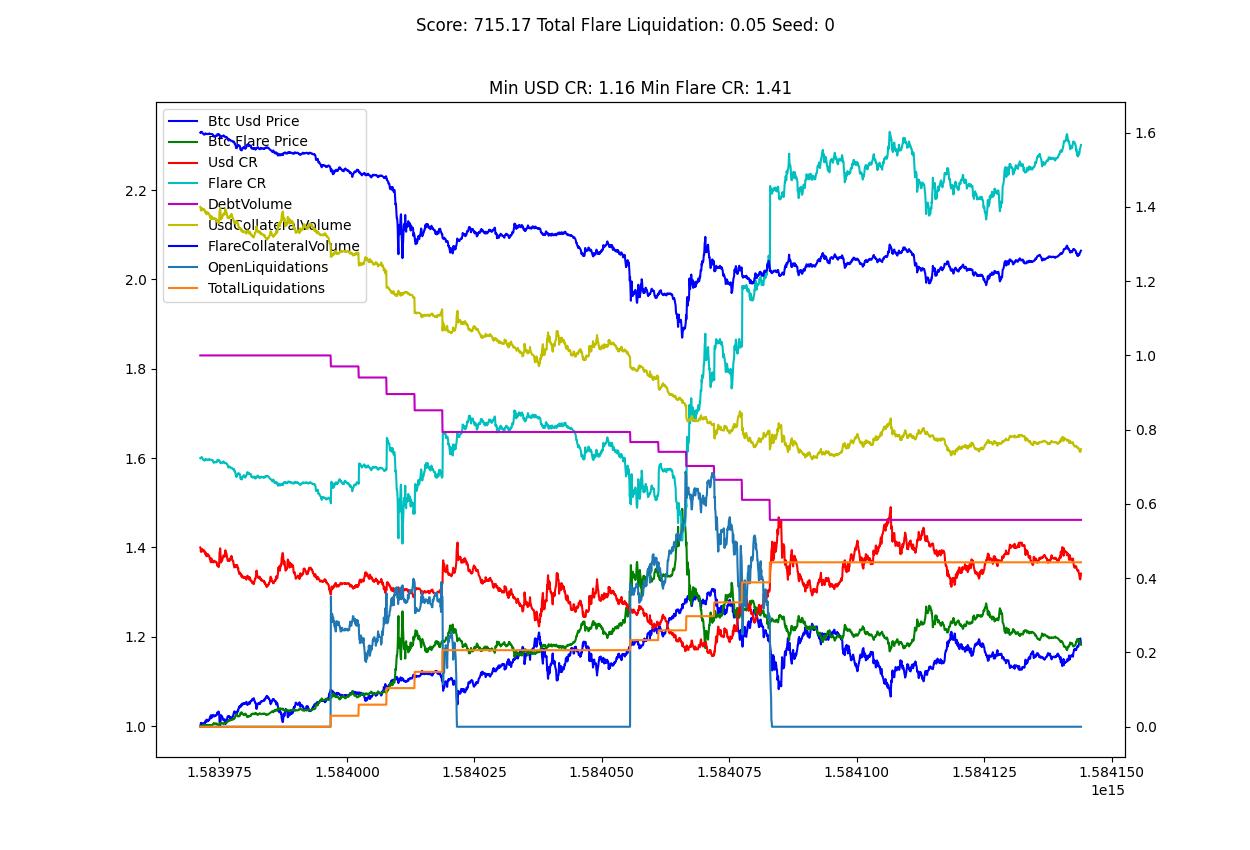 Score: 715.17 Total Flare Liquidation: 0.05 Seed: 0
Min USD CR: 1.16 Min Flare CR: 1.41
Btc Usd Price
Btc Flare Price
Usd CR
Flare CR
DebtVolume
UsdCollateralVolume
FlareCollateralVolume
OpenLiquidations
TotalLiquidations
2.2
2.0
1.8
1.6
1.4
1.2
1.0
1.6
1.4
1.2
1.0
0.8
0.6
0.4
0.2
0.0
1.583975 1.584000 1.584025 1.584050 1.584075 1.584100 1.584125 1.584150
1e15